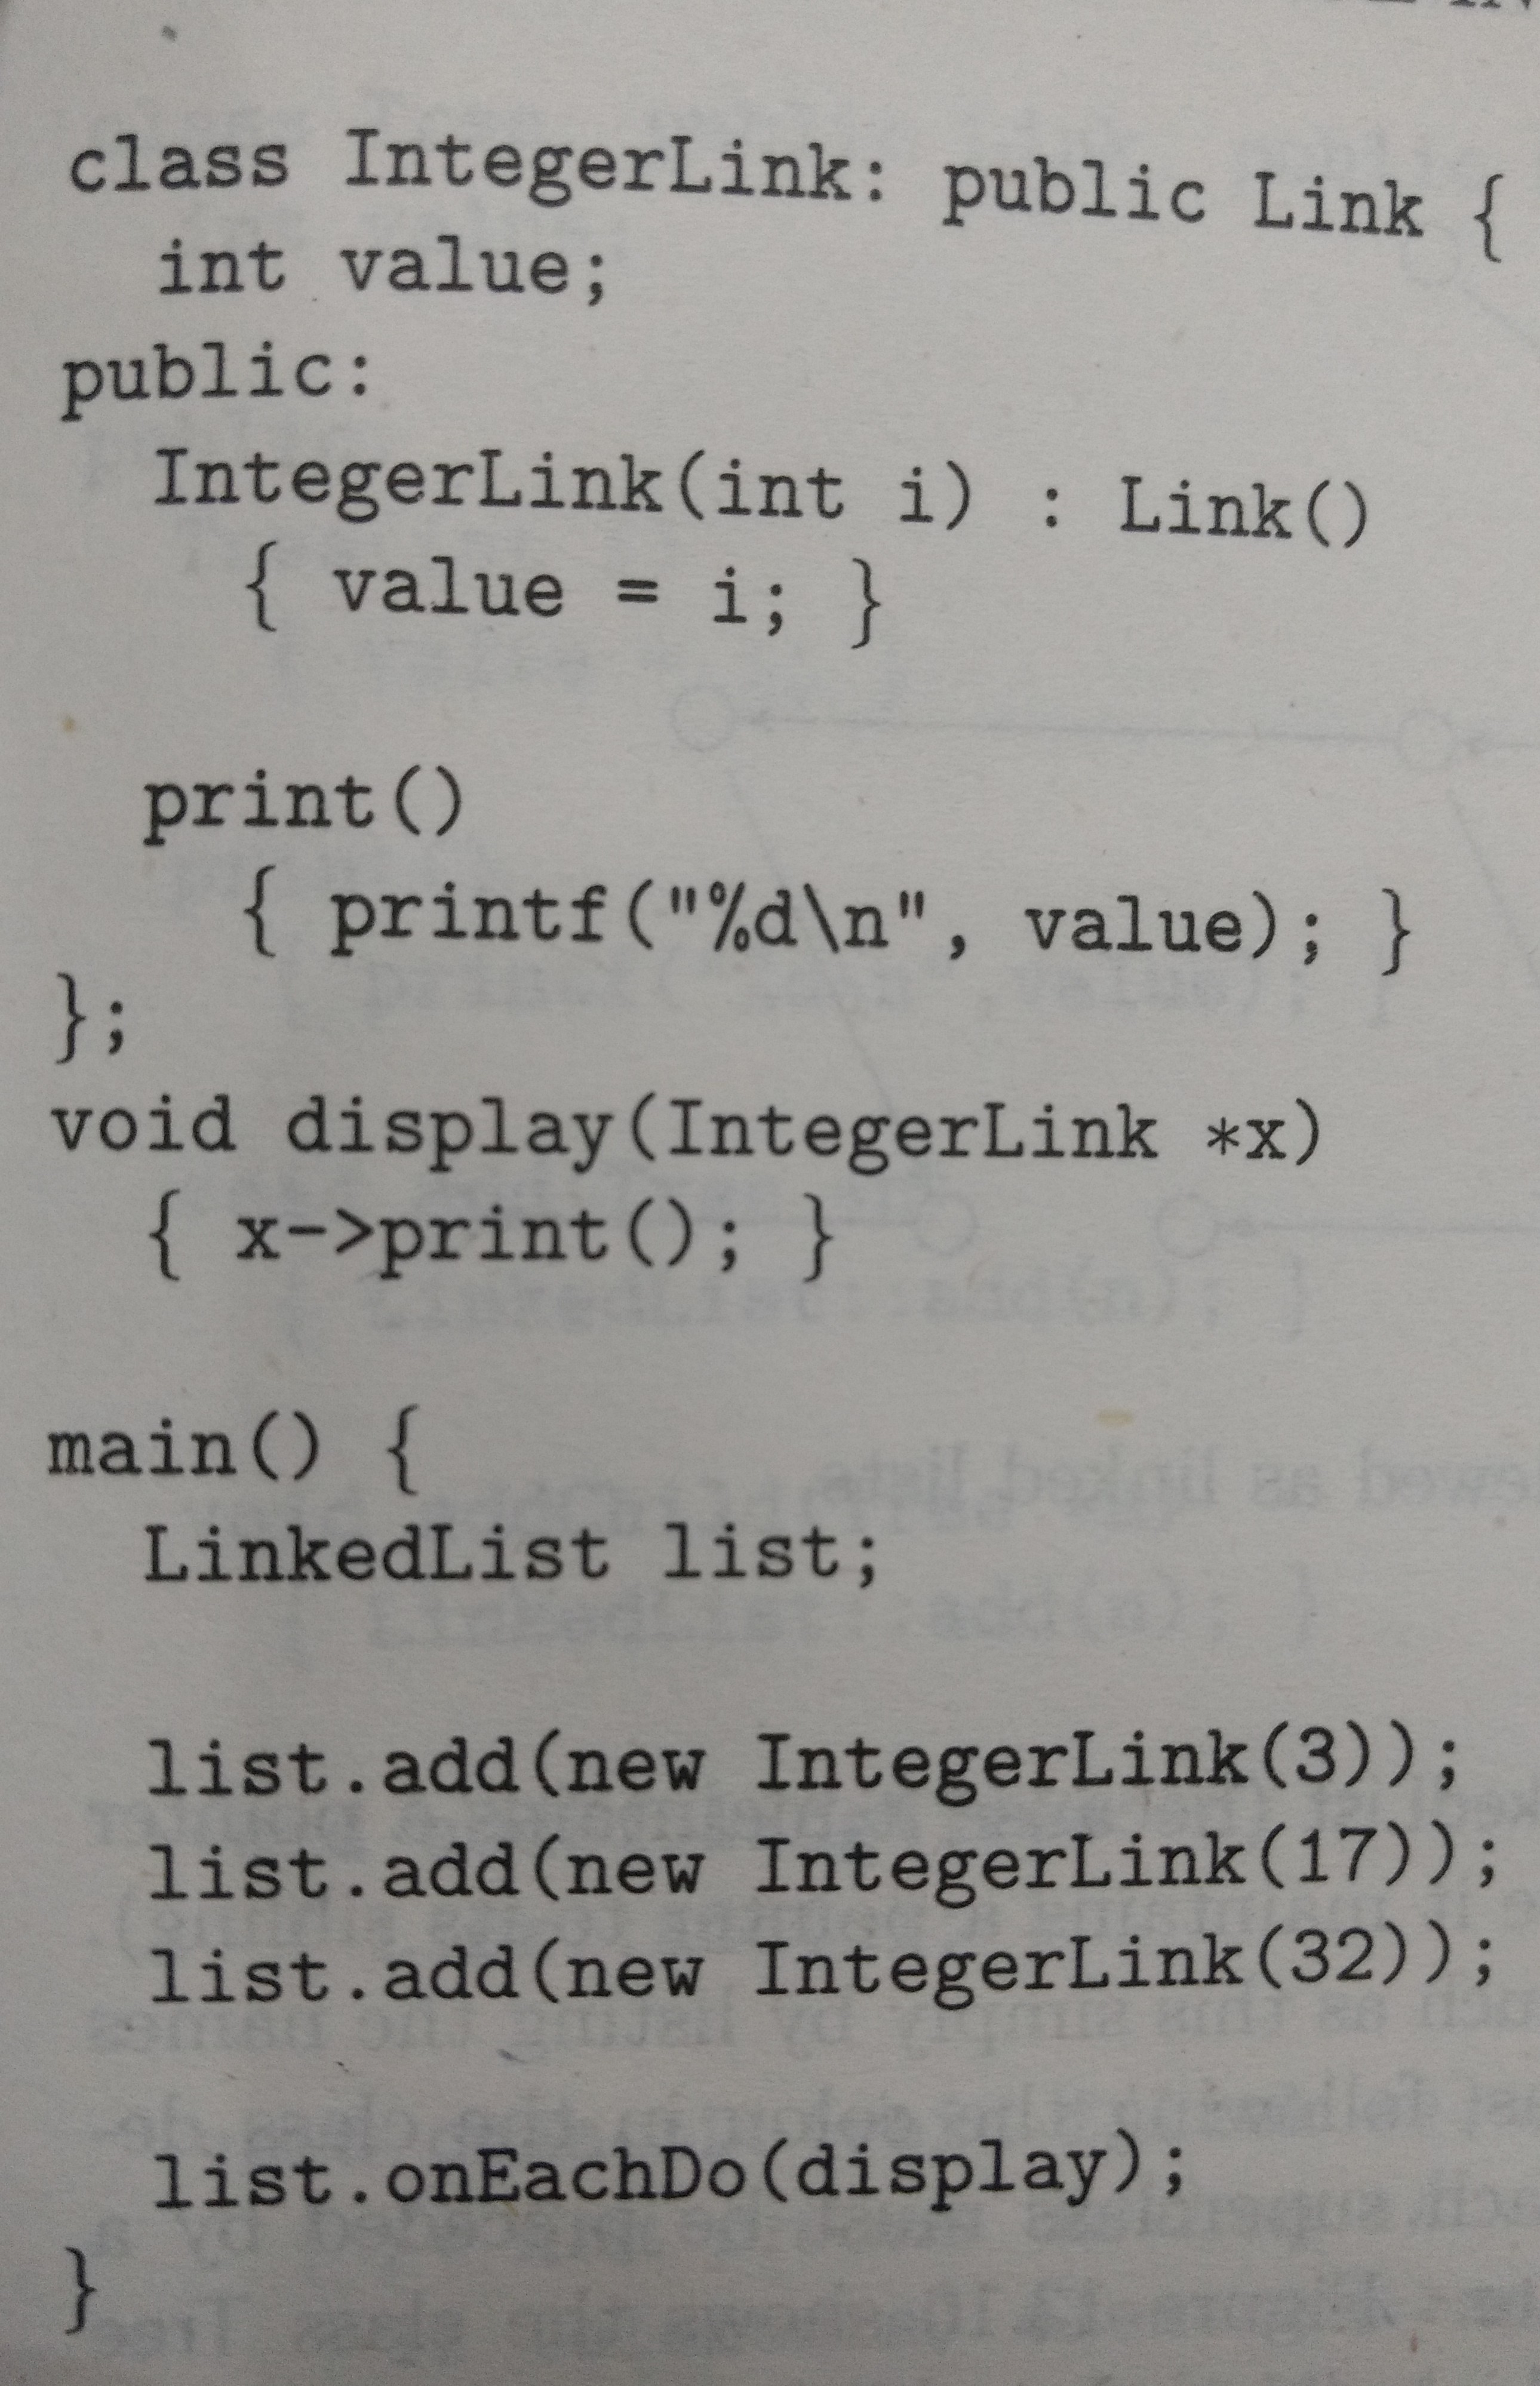 class IntegerLink: public Link {
  int value;
public:
  IntegerLink(int i) : Link()
    { value = i; }
  print()
    { printf("%d\n", value); }
};
void display(IntegerLink *x)
  { x->print(); }
main() {
  LinkedList list;
  list.add(new IntegerLink(3));
  list.add(new IntegerLink(17));
  list.add(new IntegerLink(32));
  list.onEachDo(display);
}